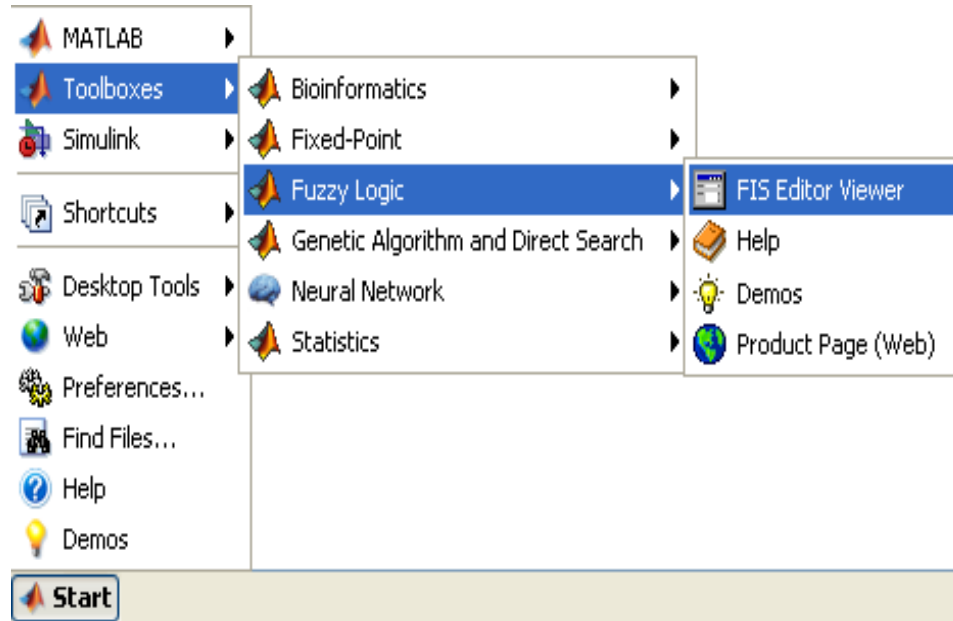 MATLAB
Toolboxes
Simulink
Shortcuts
Desktop Tools
Web
Preferences...
Find Files...
Help
Demos
Start
Bioinformatics
Fixed-Point
Fuzzy Logic
Genetic Algorithm and Direct Search
Neural Network
Statistics
FIS Editor Viewer
Help
Demos
Product Page (Web)